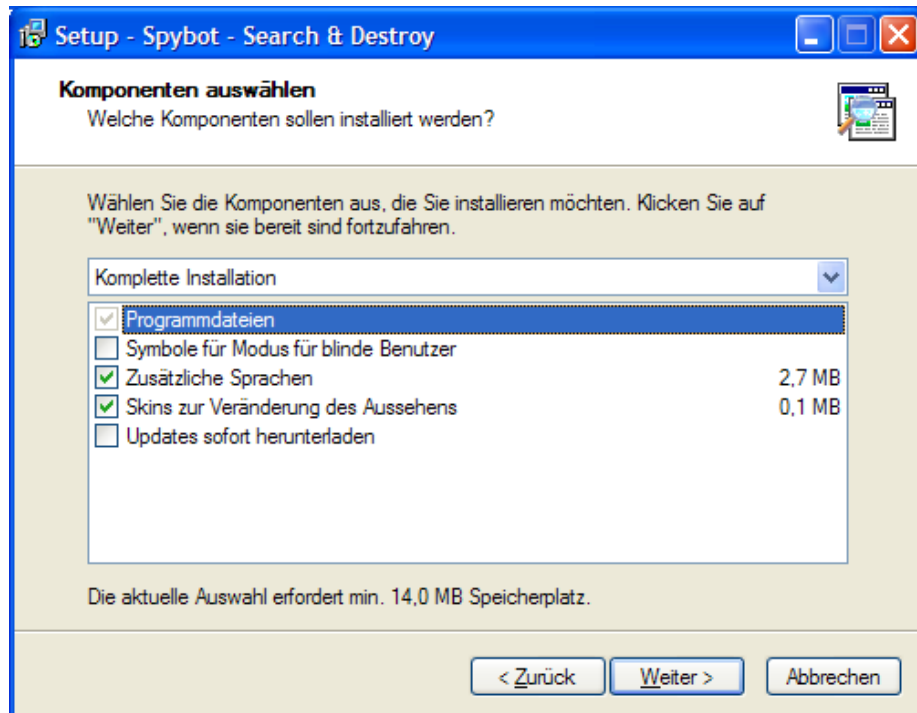 Setup - Spybot - Search & Destroy
Komponenten auswählen
Welche Komponenten sollen installiert werden?
Wählen Sie die Komponenten aus, die Sie installieren möchten. Klicken Sie auf
"Weiter", wenn sie bereit sind fortzufahren.
Komplette Installation
Programmdateien
Symbole für Modus für blinde Benutzer
Zusätzliche Sprachen 2,7 MB
Skins zur Veränderung des Aussehens 0,1 MB
Updates sofort herunterladen
Die aktuelle Auswahl erfordert min. 14,0 MB Speicherplatz.
< Zurück Weiter > Abbrechen